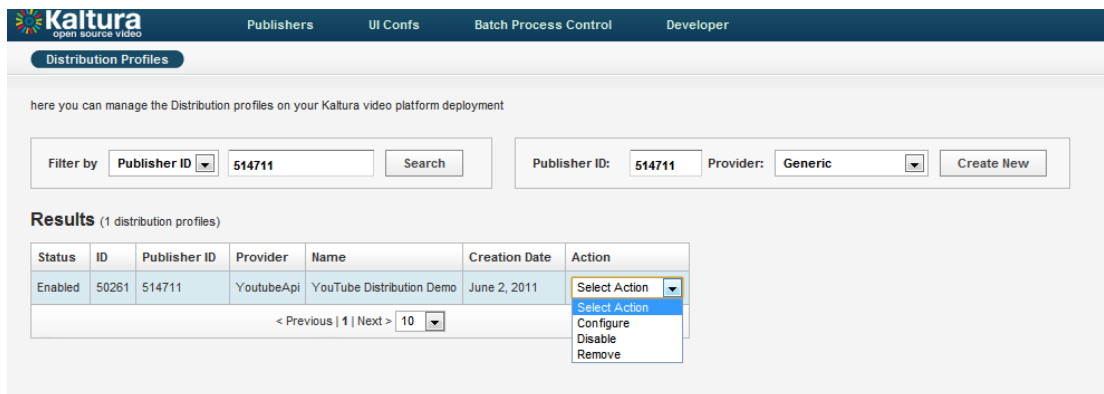 Kaltura
open source video
Publishers UI Confs Batch Process Control Developer
Distribution Profiles
here you can manage the Distribution profiles on your Kaltura video platform deployment
Filter by Publisher ID 514711 Search Publisher ID: 514711 Provider: Generic Create New
Results (1 distribution profiles)
Status ID Publisher ID Provider Name Creation Date Action
Enabled 50261 514711 YoutubeApi YouTube Distribution Demo June 2, 2011 Select Action
< Previous | 1 | Next > 10
Select Action
Configure
Disable
Remove